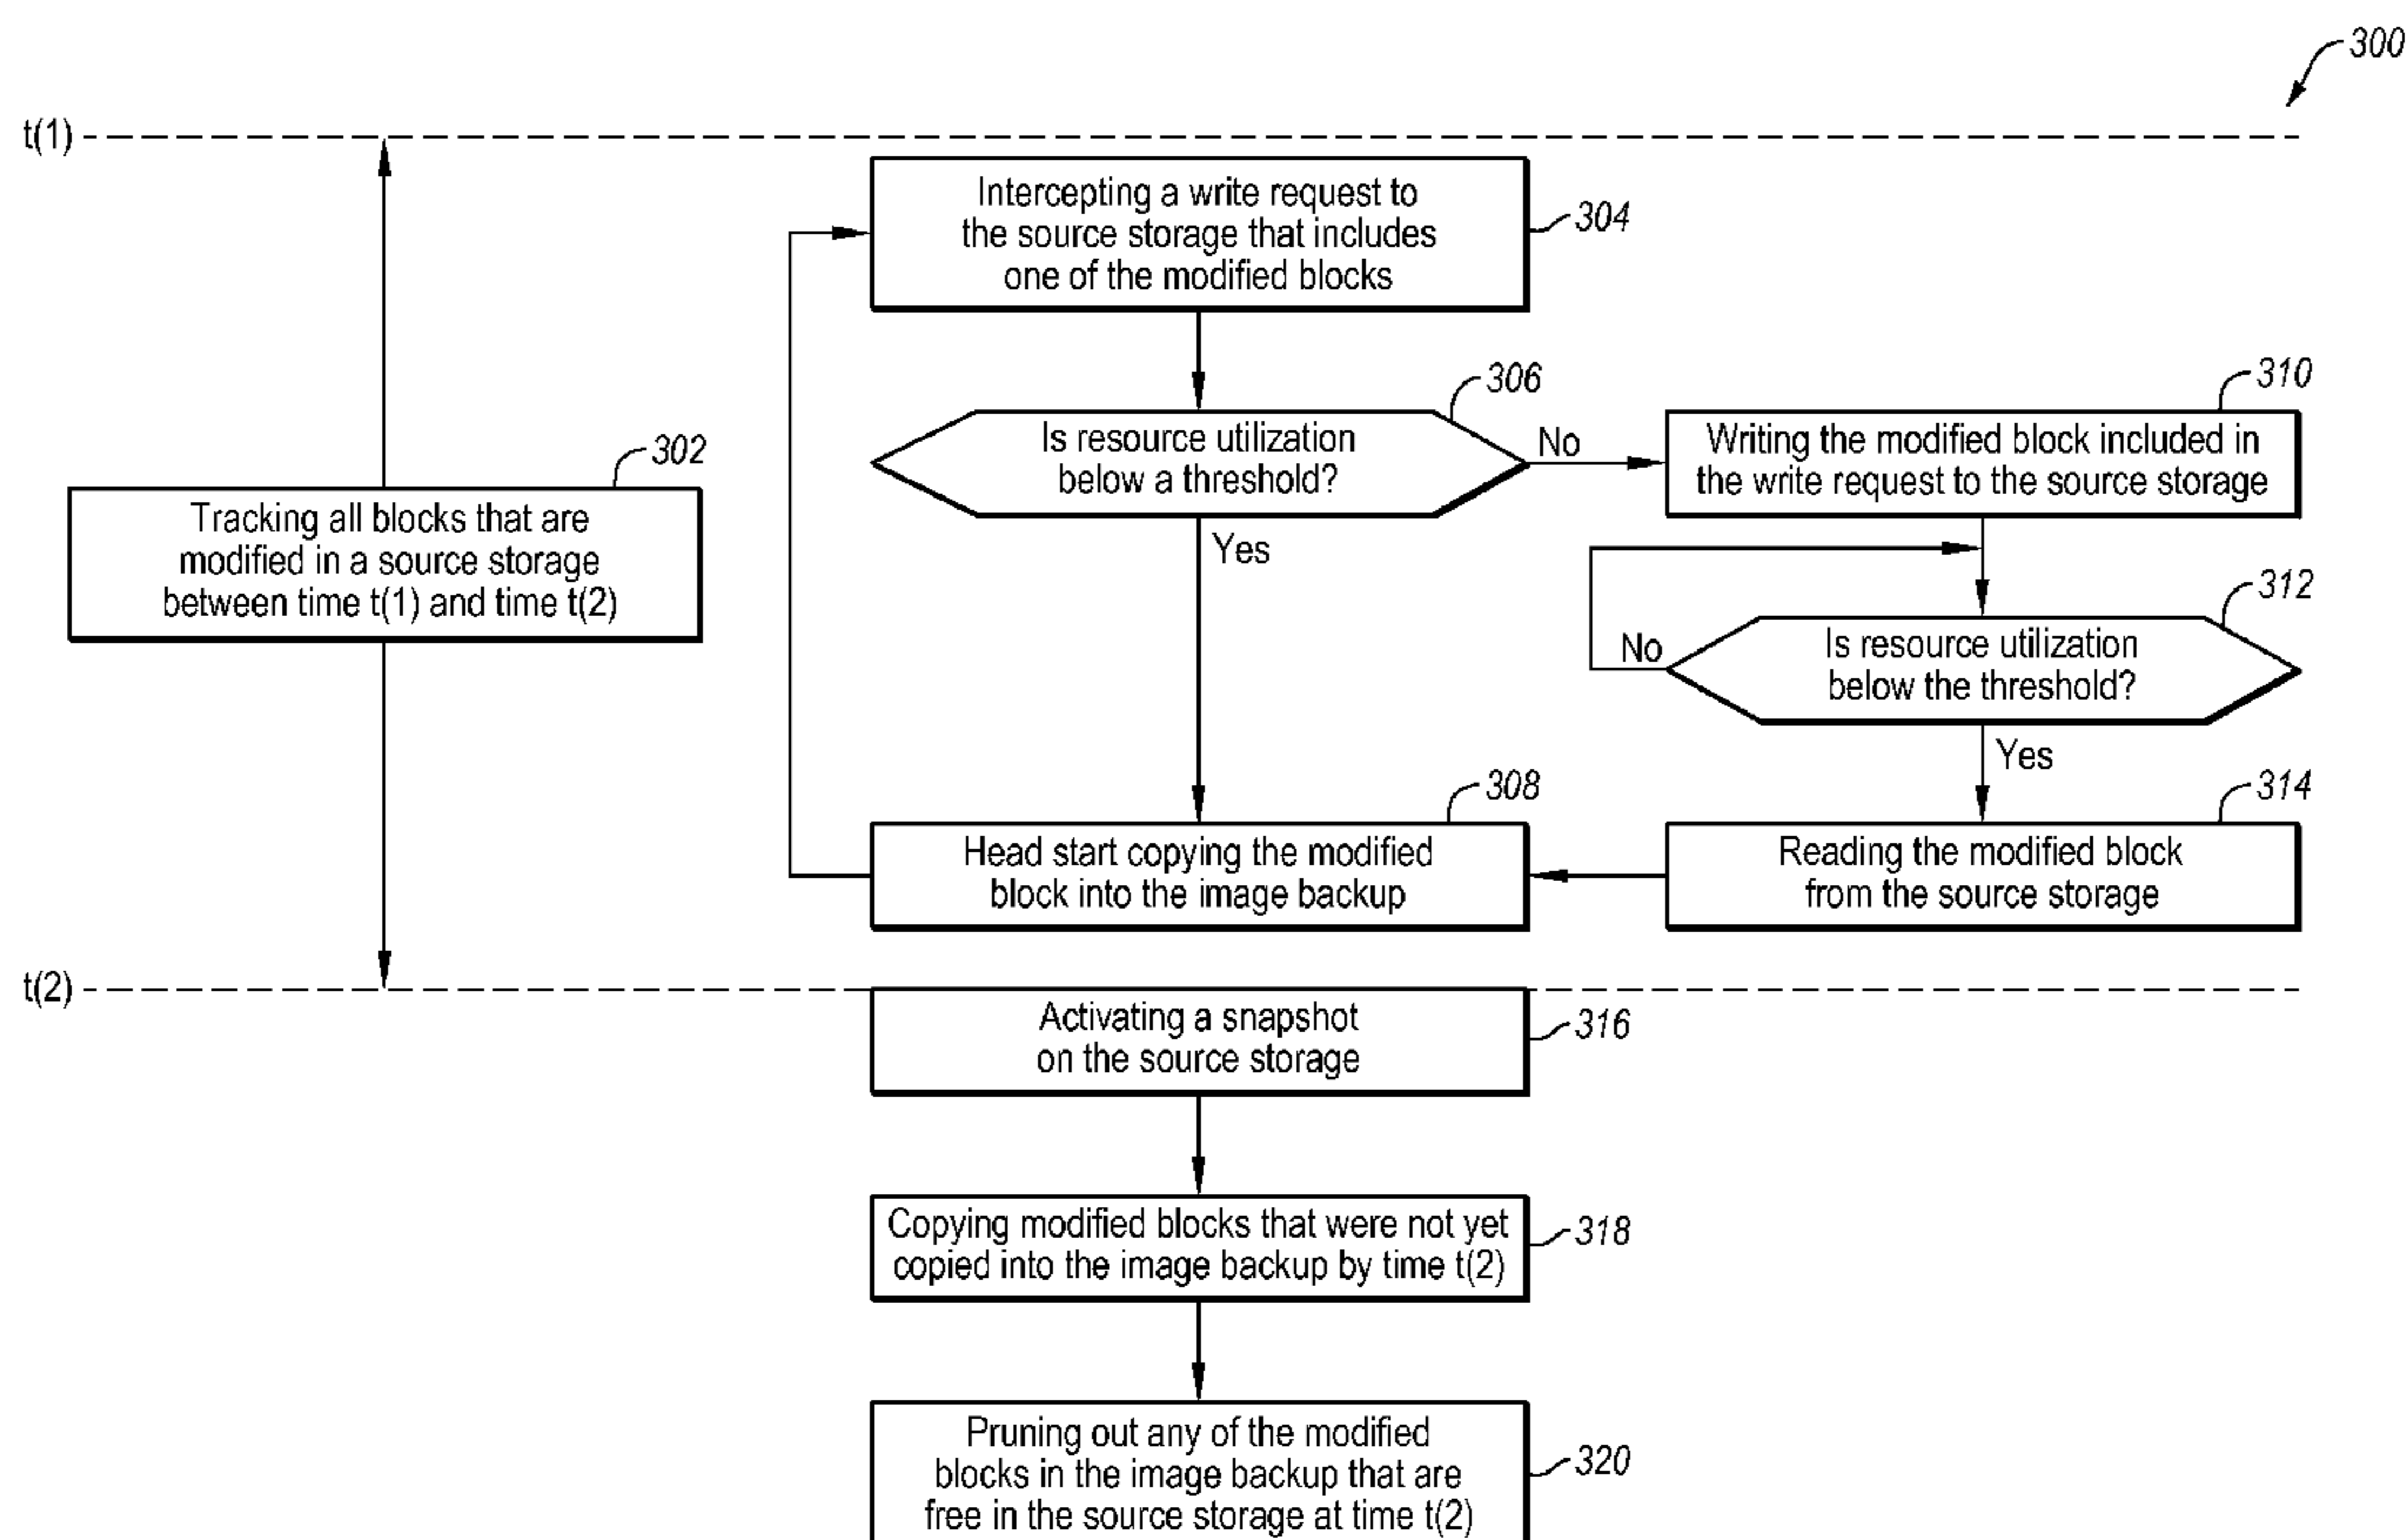 300
t(1)
Intercepting a write request to
the source storage that includes
one of the modified blocks
304
306
Is resource utilization
below a threshold?
No
Yes
310
Writing the modified block included in
the write request to the source storage
302
Tracking all blocks that are
modified in a source storage
between time t(1) and time t(2)
312
Is resource utilization
below the threshold?
No
Yes
308
Head start copying the modified
block into the image backup
314
Reading the modified block
from the source storage
t(2)
Activating a snapshot
on the source storage
316
Copying modified blocks that were not yet
copied into the image backup by time t(2)
318
Pruning out any of the modified
blocks in the image backup that are
free in the source storage at time t(2)
320